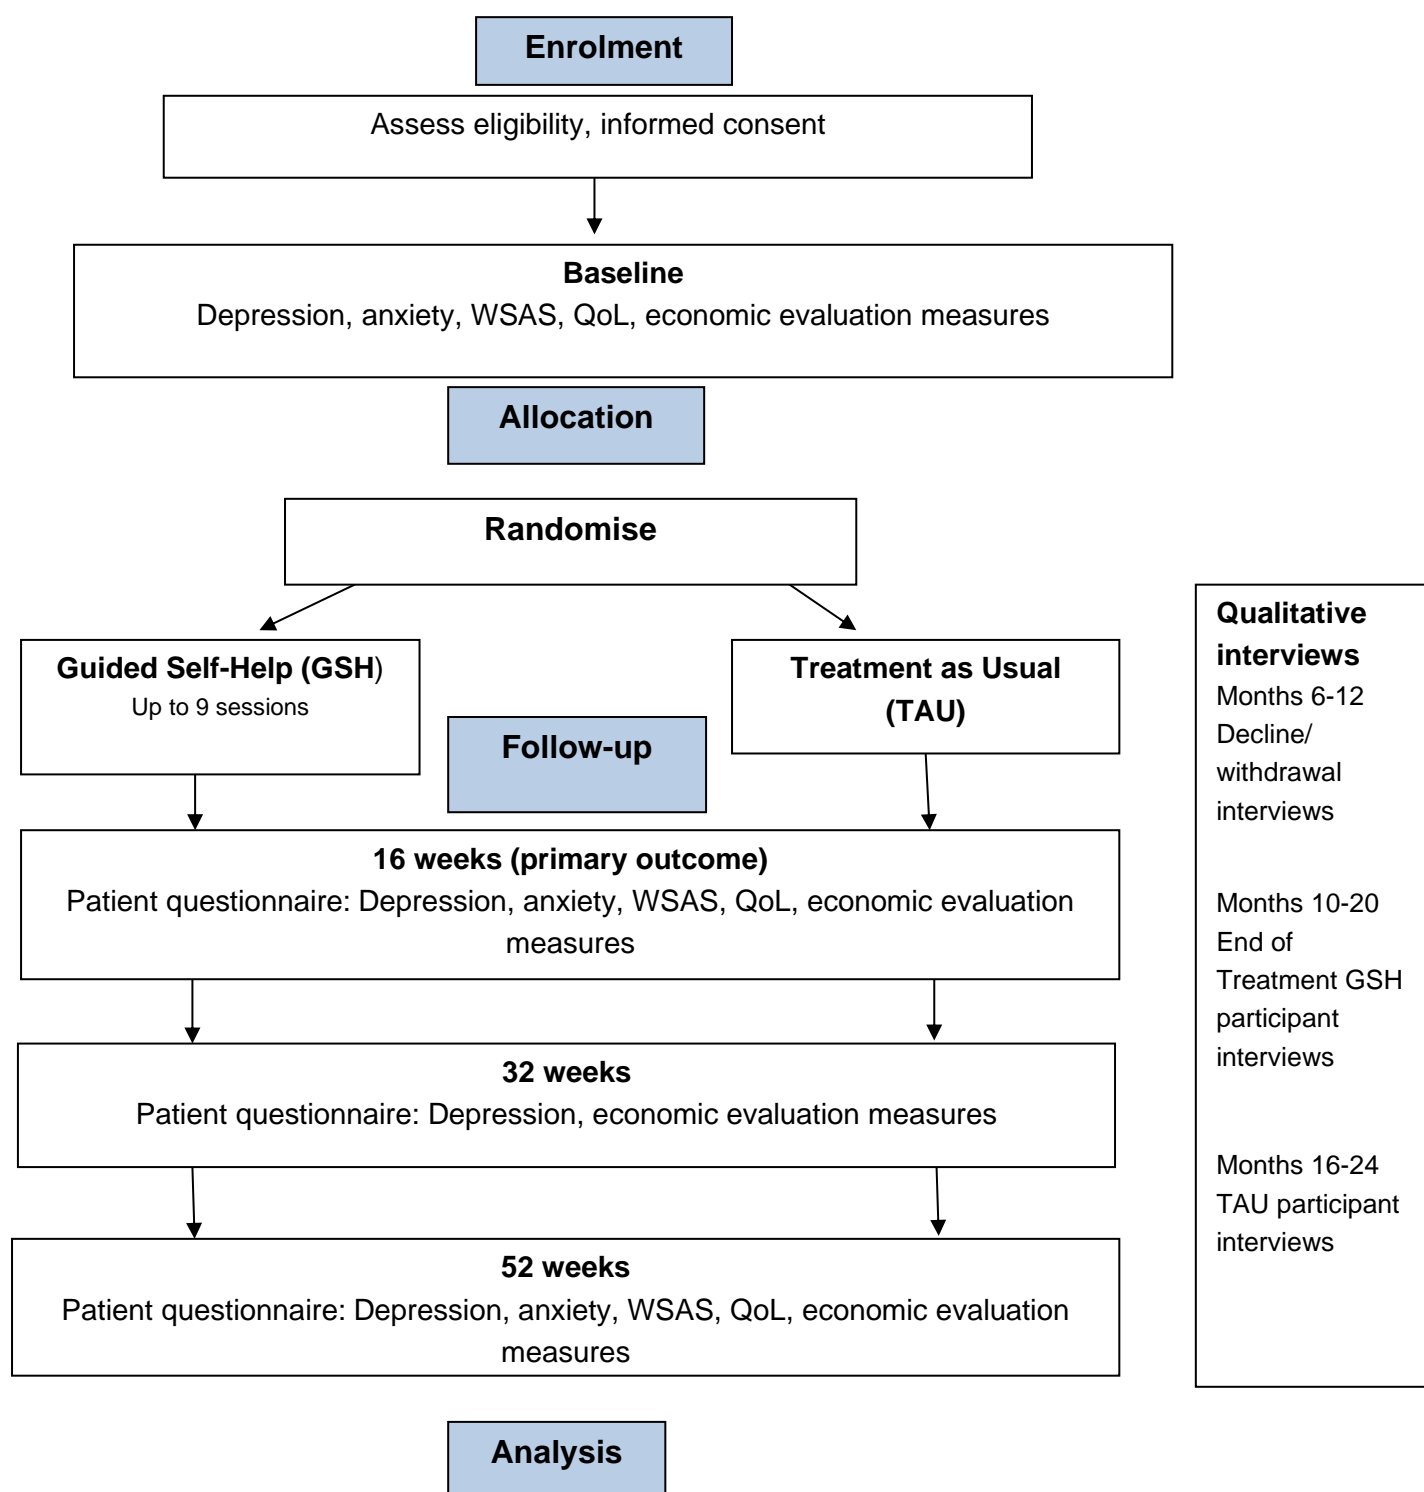 Enrolment
Assess eligibility, informed consent
Baseline
Depression, anxiety, WSAS, QoL, economic evaluation measures
Allocation
Randomise
Guided Self-Help (GSH)
Up to 9 sessions
Treatment as Usual
(TAU)
Follow-up
16 weeks (primary outcome)
Patient questionnaire: Depression, anxiety, WSAS, QoL, economic evaluation
measures
32 weeks
Patient questionnaire: Depression, economic evaluation measures
52 weeks
Patient questionnaire: Depression, anxiety, WSAS, QoL, economic evaluation
measures
Analysis
Qualitative
interviews
Months 6-12
Decline/
withdrawal
interviews
Months 10-20
End of
Treatment GSH
participant
interviews
Months 16-24
TAU participant
interviews